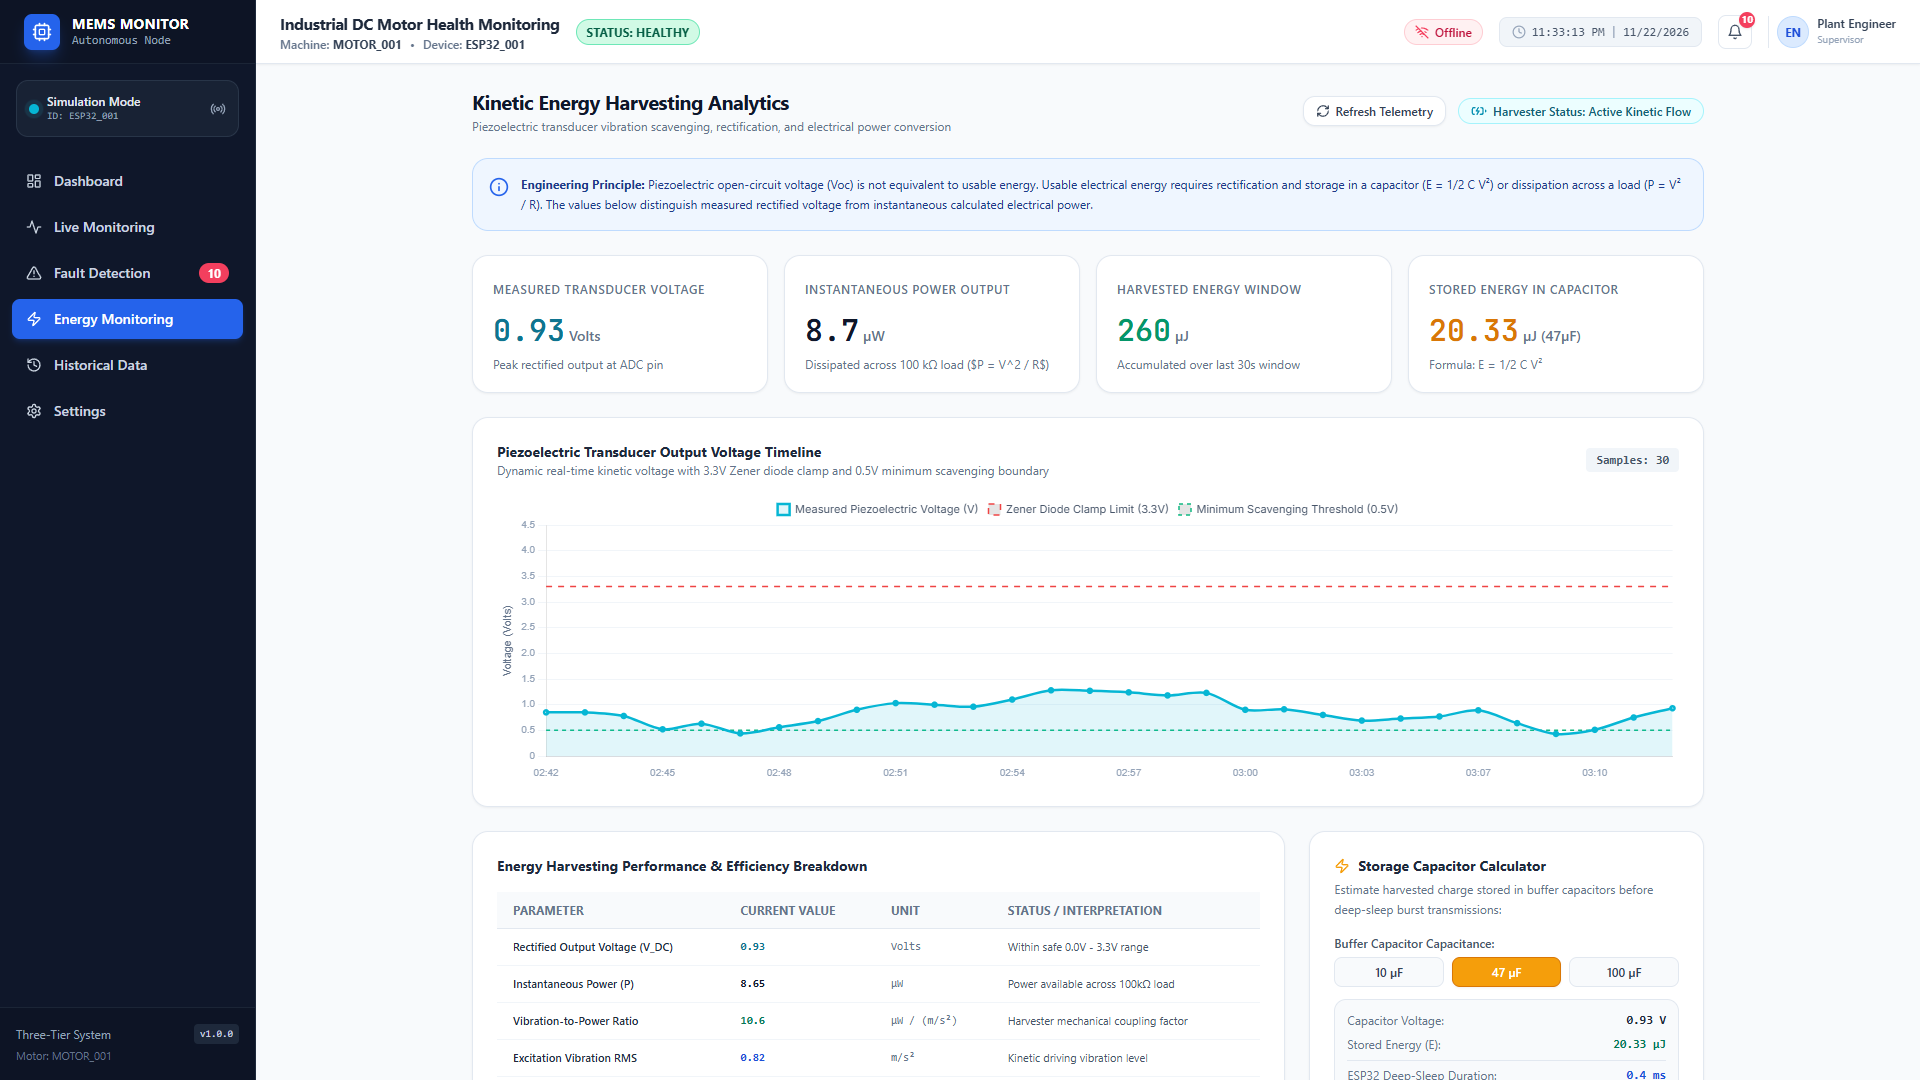 MEMS MONITOR
Autonomous Node
Simulation Mode
ID: ESP32_001
Dashboard
Live Monitoring
Fault Detection 10
Energy Monitoring
Historical Data
Settings
Three-Tier System v1.0.0
Motor: MOTOR_001
Industrial DC Motor Health Monitoring
Machine: MOTOR_001 • Device: ESP32_001
STATUS: HEALTHY
Offline
11:33:13 PM | 11/22/2026
10
EN
Plant Engineer
Supervisor
Kinetic Energy Harvesting Analytics
Piezoelectric transducer vibration scavenging, rectification, and electrical power conversion
Refresh Telemetry
Harvester Status: Active Kinetic Flow
Engineering Principle: Piezoelectric open-circuit voltage (Voc) is not equivalent to usable energy. Usable electrical energy requires rectification and storage in a capacitor (E = 1/2 C V²) or dissipation across a load (P = V²
/ R). The values below distinguish measured rectified voltage from instantaneous calculated electrical power.
MEASURED TRANSDUCER VOLTAGE
0.93 Volts
Peak rectified output at ADC pin
INSTANTANEOUS POWER OUTPUT
8.7 µW
Dissipated across 100 kΩ load ($P = V^2 / R$)
HARVESTED ENERGY WINDOW
260 µJ
Accumulated over last 30s window
STORED ENERGY IN CAPACITOR
20.33 µJ (47µF)
Formula: E = 1/2 C V²
Piezoelectric Transducer Output Voltage Timeline
Dynamic real-time kinetic voltage with 3.3V Zener diode clamp and 0.5V minimum scavenging boundary
Samples: 30
Measured Piezoelectric Voltage (V) Zener Diode Clamp Limit (3.3V) Minimum Scavenging Threshold (0.5V)
Voltage (Volts)
4.5
4.0
3.5
3.0
2.5
2.0
1.5
1.0
0.5
0
02:42 02:45 02:48 02:51 02:54 02:57 03:00 03:03 03:07 03:10
Energy Harvesting Performance & Efficiency Breakdown
PARAMETER CURRENT VALUE UNIT STATUS / INTERPRETATION
Rectified Output Voltage (V_DC) 0.93 Volts Within safe 0.0V - 3.3V range
Instantaneous Power (P) 8.65 µW Power available across 100kΩ load
Vibration-to-Power Ratio 10.6 µW / (m/s²) Harvester mechanical coupling factor
Excitation Vibration RMS 0.82 m/s² Kinetic driving vibration level
Storage Capacitor Calculator
Estimate harvested charge stored in buffer capacitors before
deep-sleep burst transmissions:
Buffer Capacitor Capacitance:
10 µF 47 µF 100 µF
Capacitor Voltage: 0.93 V
Stored Energy (E): 20.33 µJ
ESP32 Deep-Sleep Duration: 0.4 ms